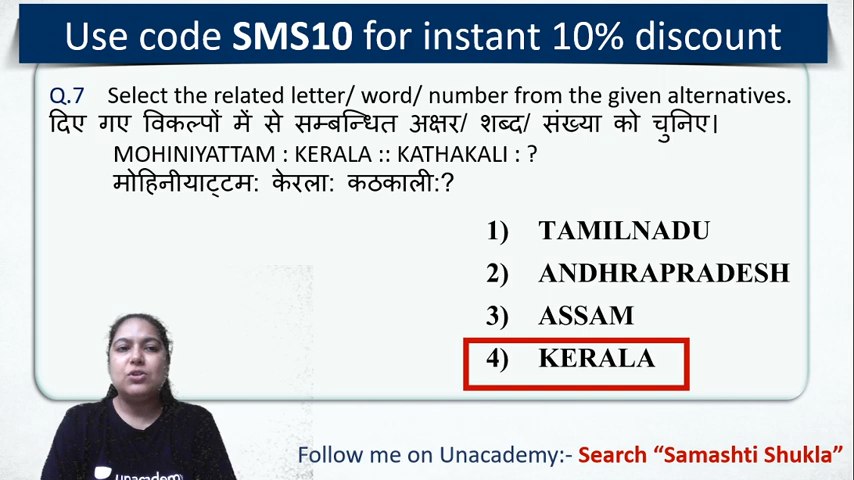 Use code SMS10 for instant 10% discount
Q.7 Select the related letter/ word/ number from the given alternatives.
दिए गए विकल्पों में से सम्बन्धित अक्षर/ शब्द/ संख्या को चुनिए।
MOHINIYATTAM : KERALA :: KATHAKALI : ?
मोहिनीयाट्टम: केरला: कठकाली:?
1) TAMILNADU
2) ANDHRAPRADESH
3) ASSAM
4) KERALA
unacademy
Follow me on Unacademy:- Search “Samashti Shukla”